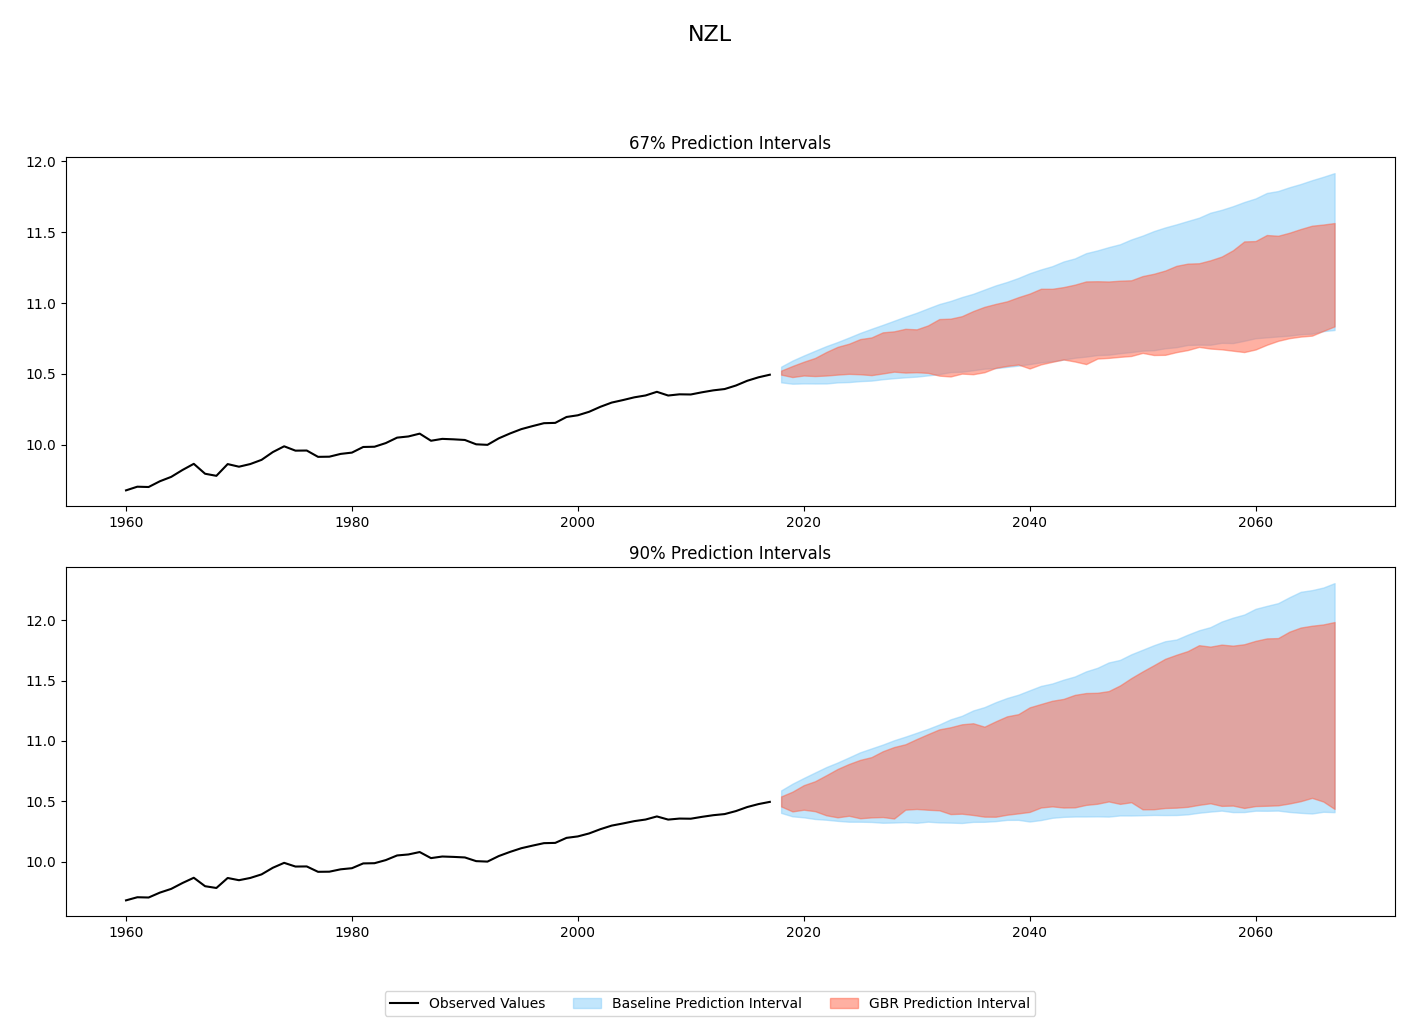 NZL
67% Prediction Intervals
12.0
11.5
11.0
10.5
10.0
1960 1980 2000 2020 2040 2060
90% Prediction Intervals
12.0
11.5
11.0
10.5
10.0
1960 1980 2000 2020 2040 2060
Observed Values Baseline Prediction Interval GBR Prediction Interval